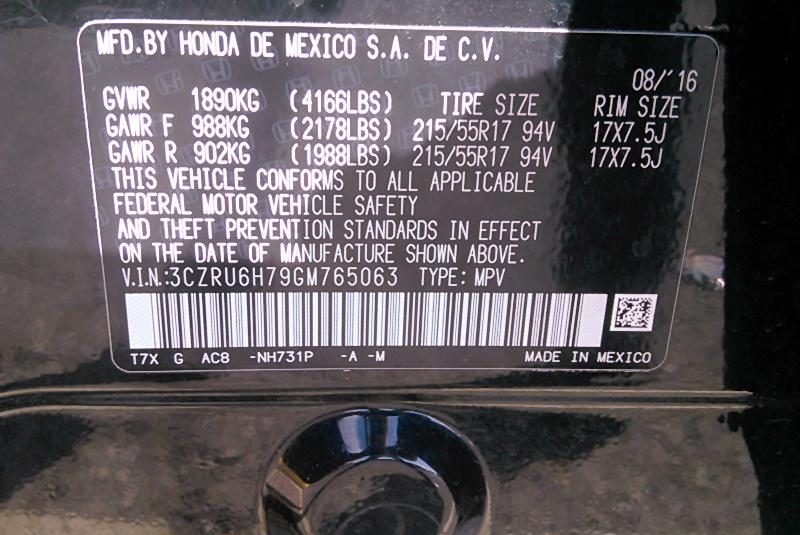 MFD.BY HONDA DE MEXICO S.A. DE C.V.
08/'16
GVWR 1890KG (4166LBS) TIRE SIZE RIM SIZE
GAWR F 988KG (2178LBS) 215/55R17 94V 17X7.5J
GAWR R 902KG (1988LBS) 215/55R17 94V 17X7.5J
THIS VEHICLE CONFORMS TO ALL APPLICABLE
FEDERAL MOTOR VEHICLE SAFETY
AND THEFT PREVENTION STANDARDS IN EFFECT
ON THE DATE OF MANUFACTURE SHOWN ABOVE.
V.I.N.:3CZRU6H79GM765063 TYPE: MPV
T7X G AC8 -NH731P -A -M MADE IN MEXICO